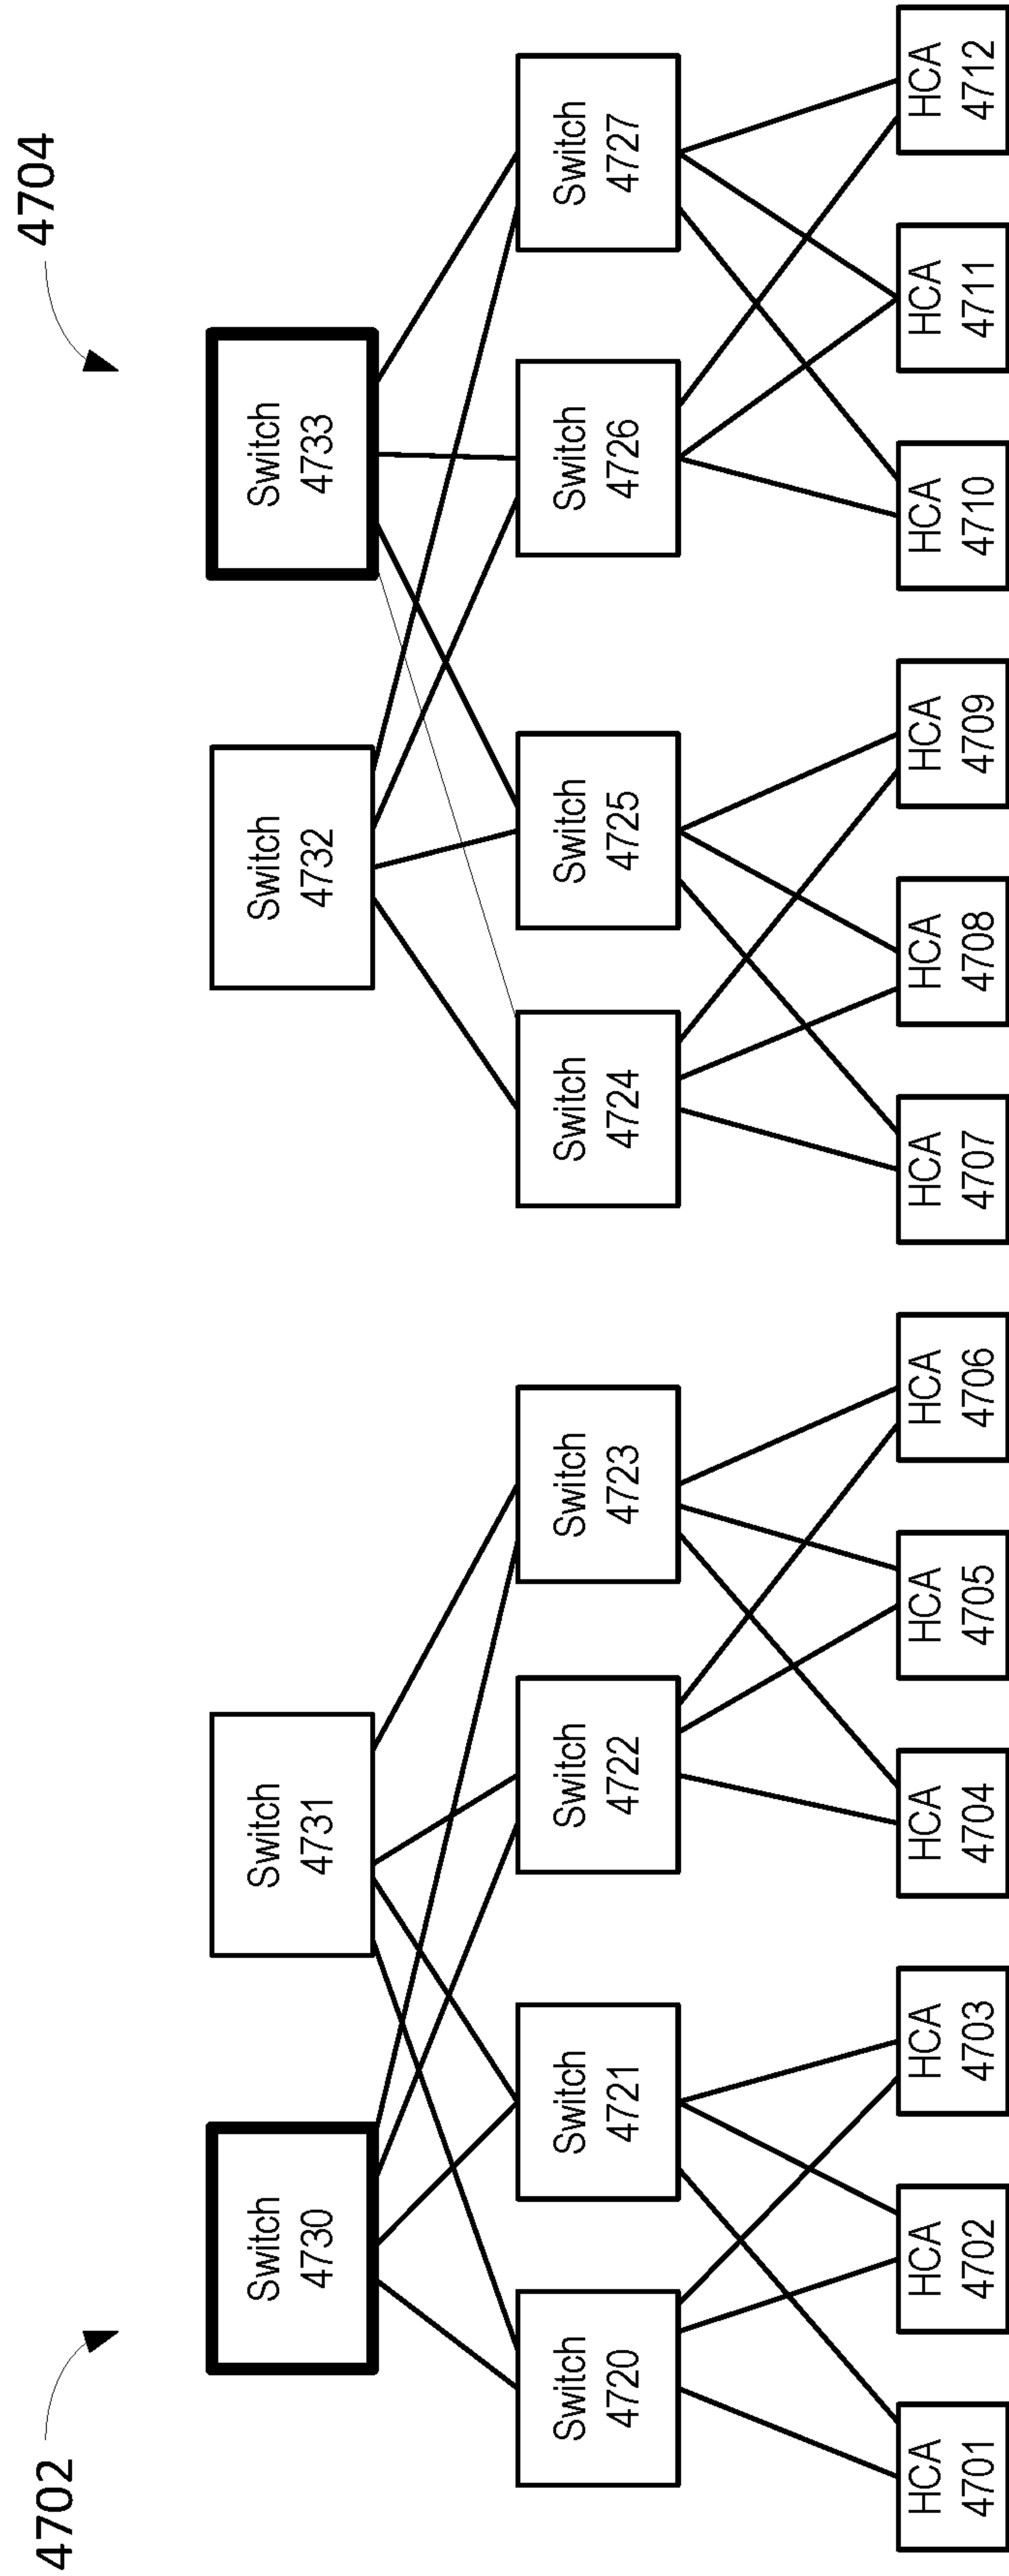 4702
4704
Switch
4730
Switch
4731
Switch
4732
Switch
4733
Switch
4720
Switch
4721
Switch
4722
Switch
4723
Switch
4724
Switch
4725
Switch
4726
Switch
4727
HCA
4701
HCA
4702
HCA
4703
HCA
4704
HCA
4705
HCA
4706
HCA
4707
HCA
4708
HCA
4709
HCA
4710
HCA
4711
HCA
4712